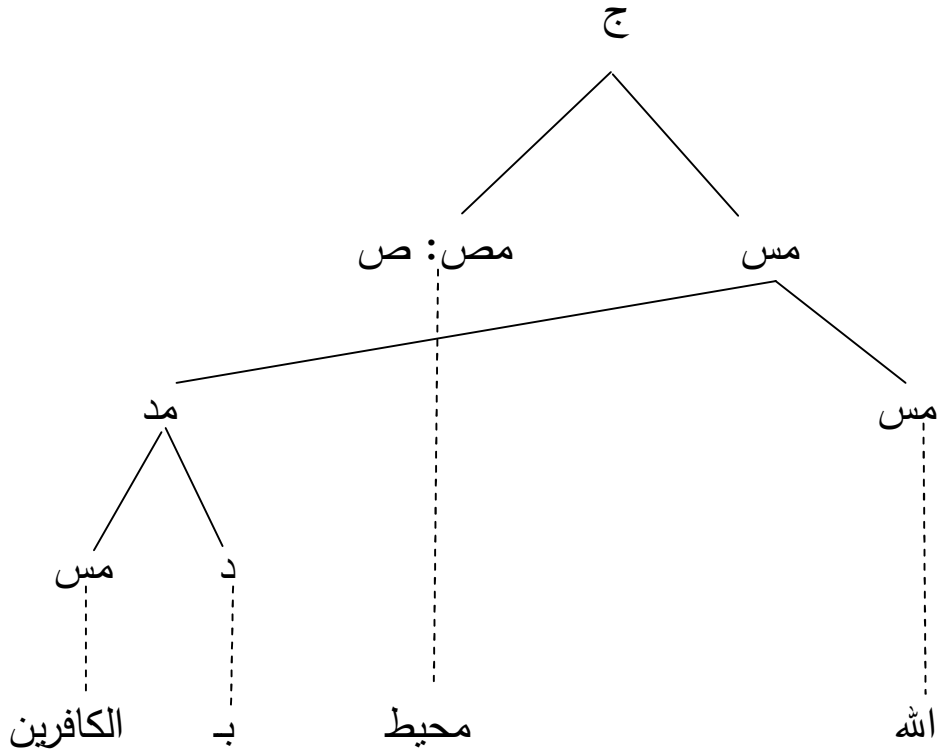 ج
مس مص: ص
مس مد
د مس
الله محيط بـ الكافرين